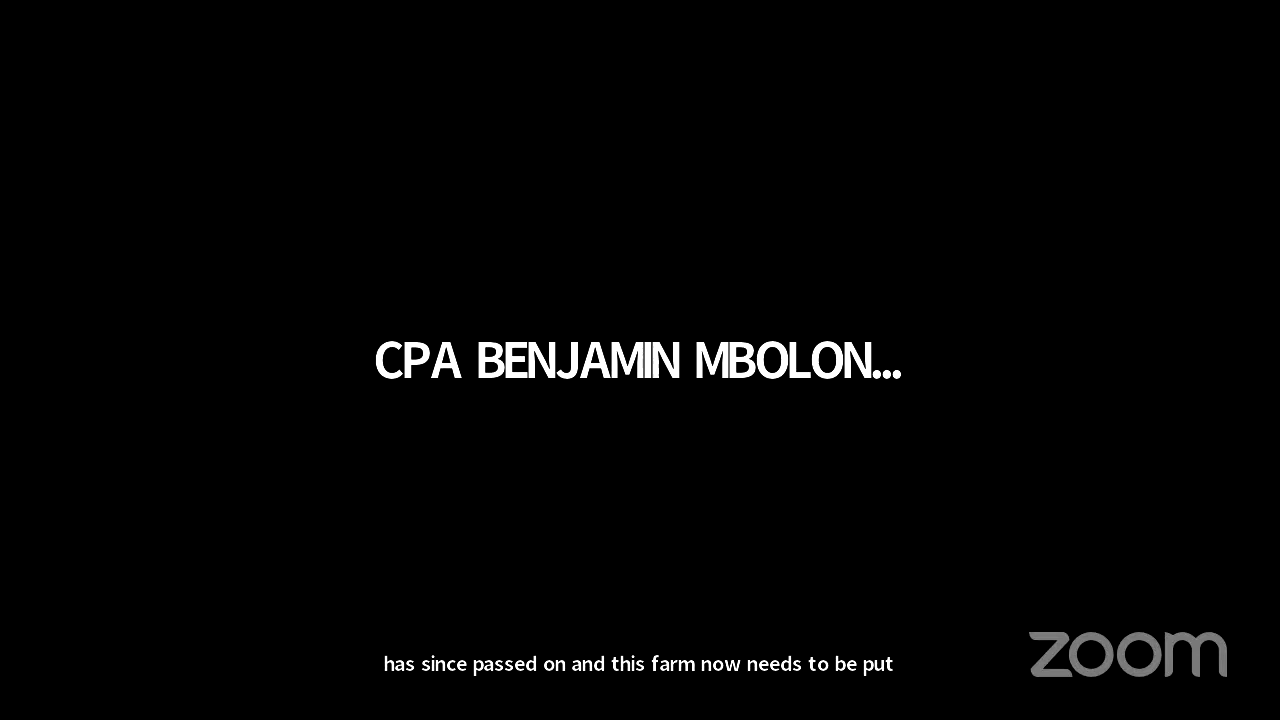 CPA BENJAMIN MBOLON...
has since passed on and this farm now needs to be put
zoom